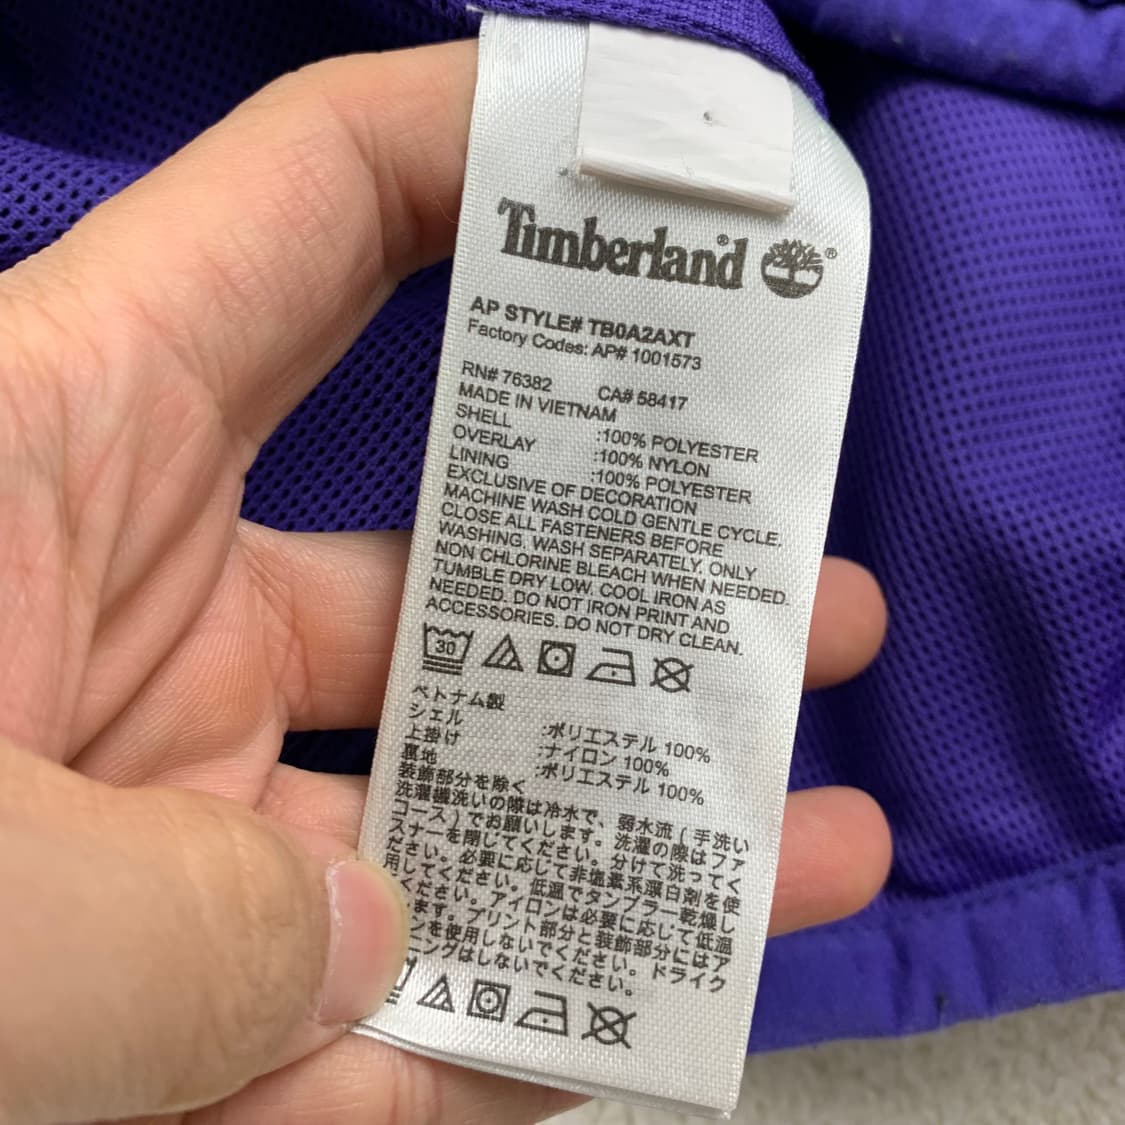 Timberland® ®
AP STYLE# TB0A2AXT
Factory Codes: AP# 1001573
RN# 76382 CA# 58417
MADE IN VIETNAM
SHELL :100% POLYESTER
OVERLAY :100% NYLON
LINING :100% POLYESTER
EXCLUSIVE OF DECORATION
MACHINE WASH COLD GENTLE CYCLE.
CLOSE ALL FASTENERS BEFORE
WASHING. WASH SEPARATELY. ONLY
NON CHLORINE BLEACH WHEN NEEDED.
TUMBLE DRY LOW. COOL IRON AS
NEEDED. DO NOT IRON PRINT AND
ACCESSORIES. DO NOT DRY CLEAN.
30
ベトナム製
シェル :ポリエステル 100%
上掛け :ナイロン 100%
裏地 :ポリエステル 100%
装飾部分を除く
洗濯機洗いの際は冷水で、弱水流 ( 手洗い
コース ) でお願いします。洗濯の際はファ
スナーを閉じてください。分けて洗ってく
ださい。必要に応じて非塩素系漂白剤を使
用してください。低温でタンブラー乾燥し
ください。アイロンは必要に応じて低温
ます。プリント部分と装飾部分にはア
ンを使用しないでください。ドライク
ニングはしないでください。